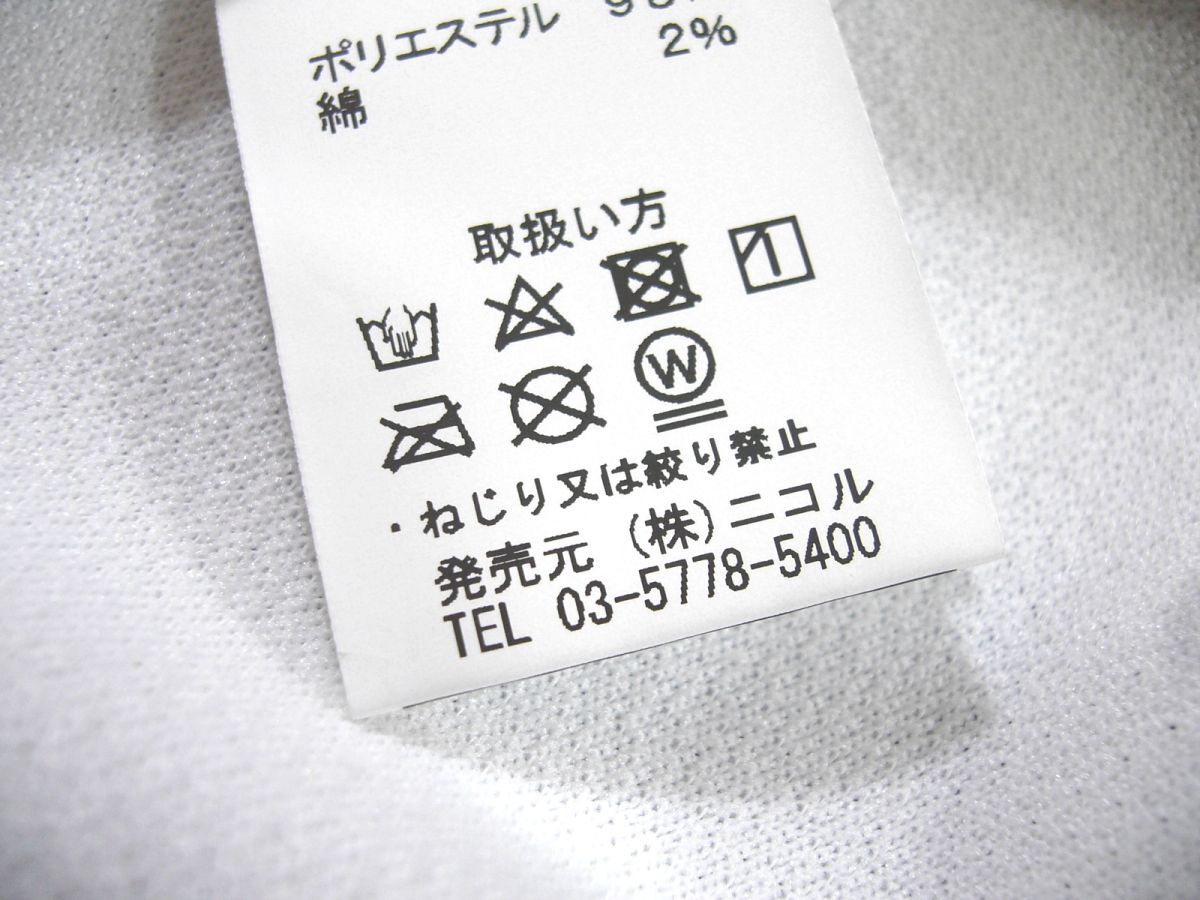 ポリエステル
綿 2%
取扱い方
W
・ねじり又は絞り禁止
発売元 (株)ニコル
TEL 03-5778-5400